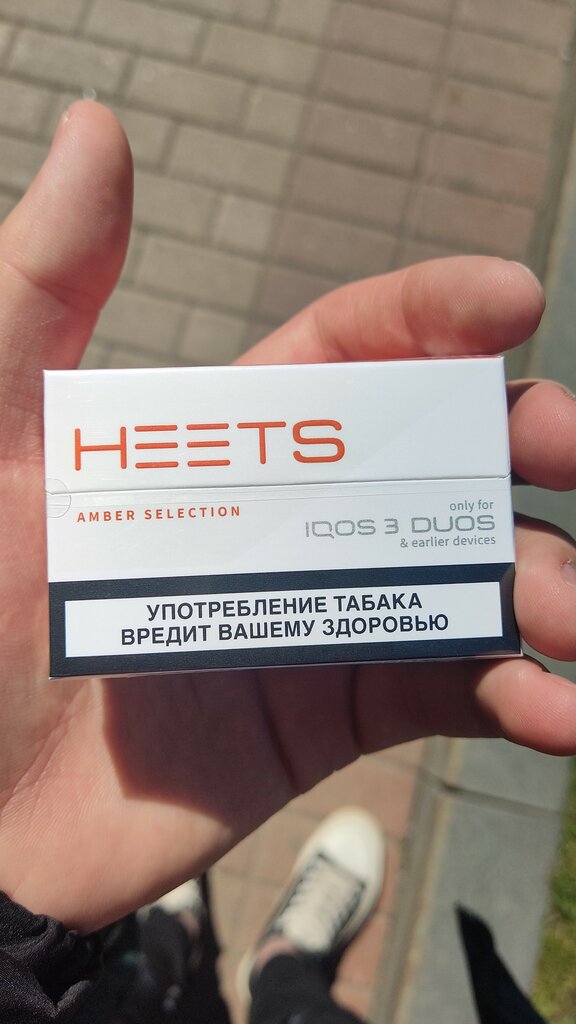 HEETS
AMBER SELECTION
only for
IQOS 3 DUOS
& earlier devices
УПОТРЕБЛЕНИЕ ТАБАКА
ВРЕДИТ ВАШЕМУ ЗДОРОВЬЮ